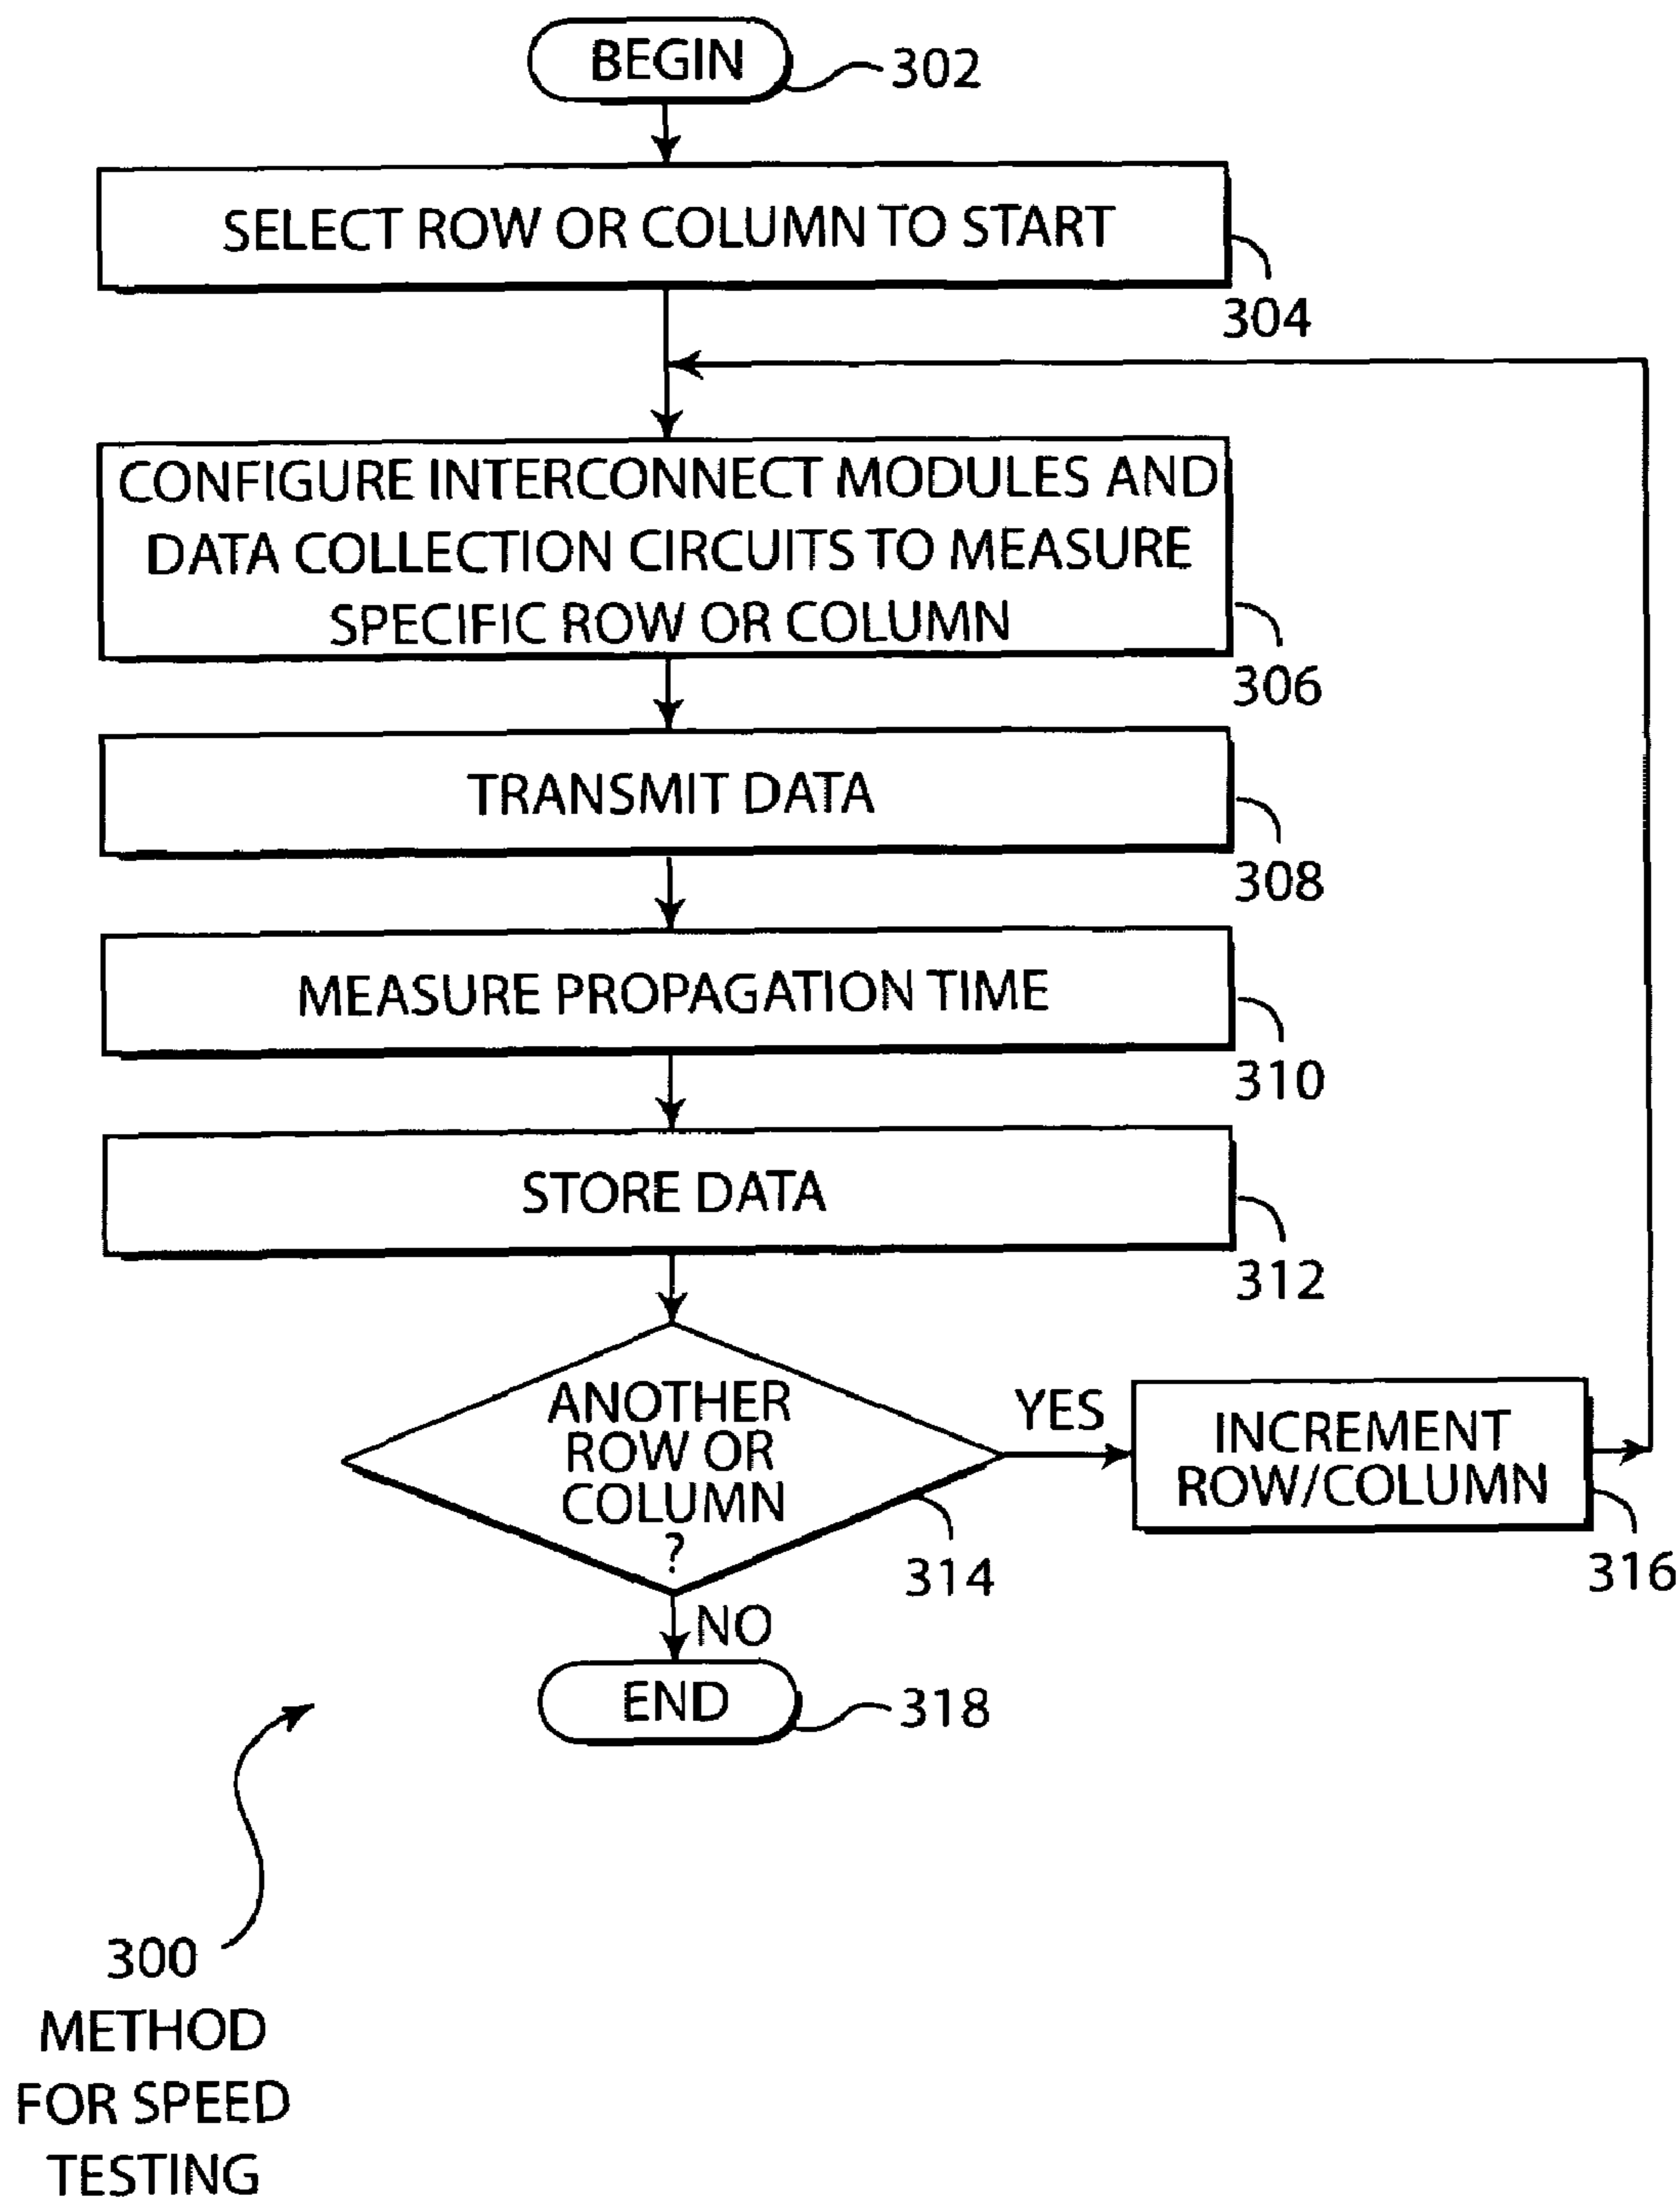 BEGIN
302
SELECT ROW OR COLUMN TO START
304
CONFIGURE INTERCONNECT MODULES AND
DATA COLLECTION CIRCUITS TO MEASURE
SPECIFIC ROW OR COLUMN
306
TRANSMIT DATA
308
MEASURE PROPAGATION TIME
310
STORE DATA
312
ANOTHER
ROW OR
COLUMN
?
314
YES
INCREMENT
ROW/COLUMN
316
NO
END
318
300
METHOD
FOR SPEED
TESTING